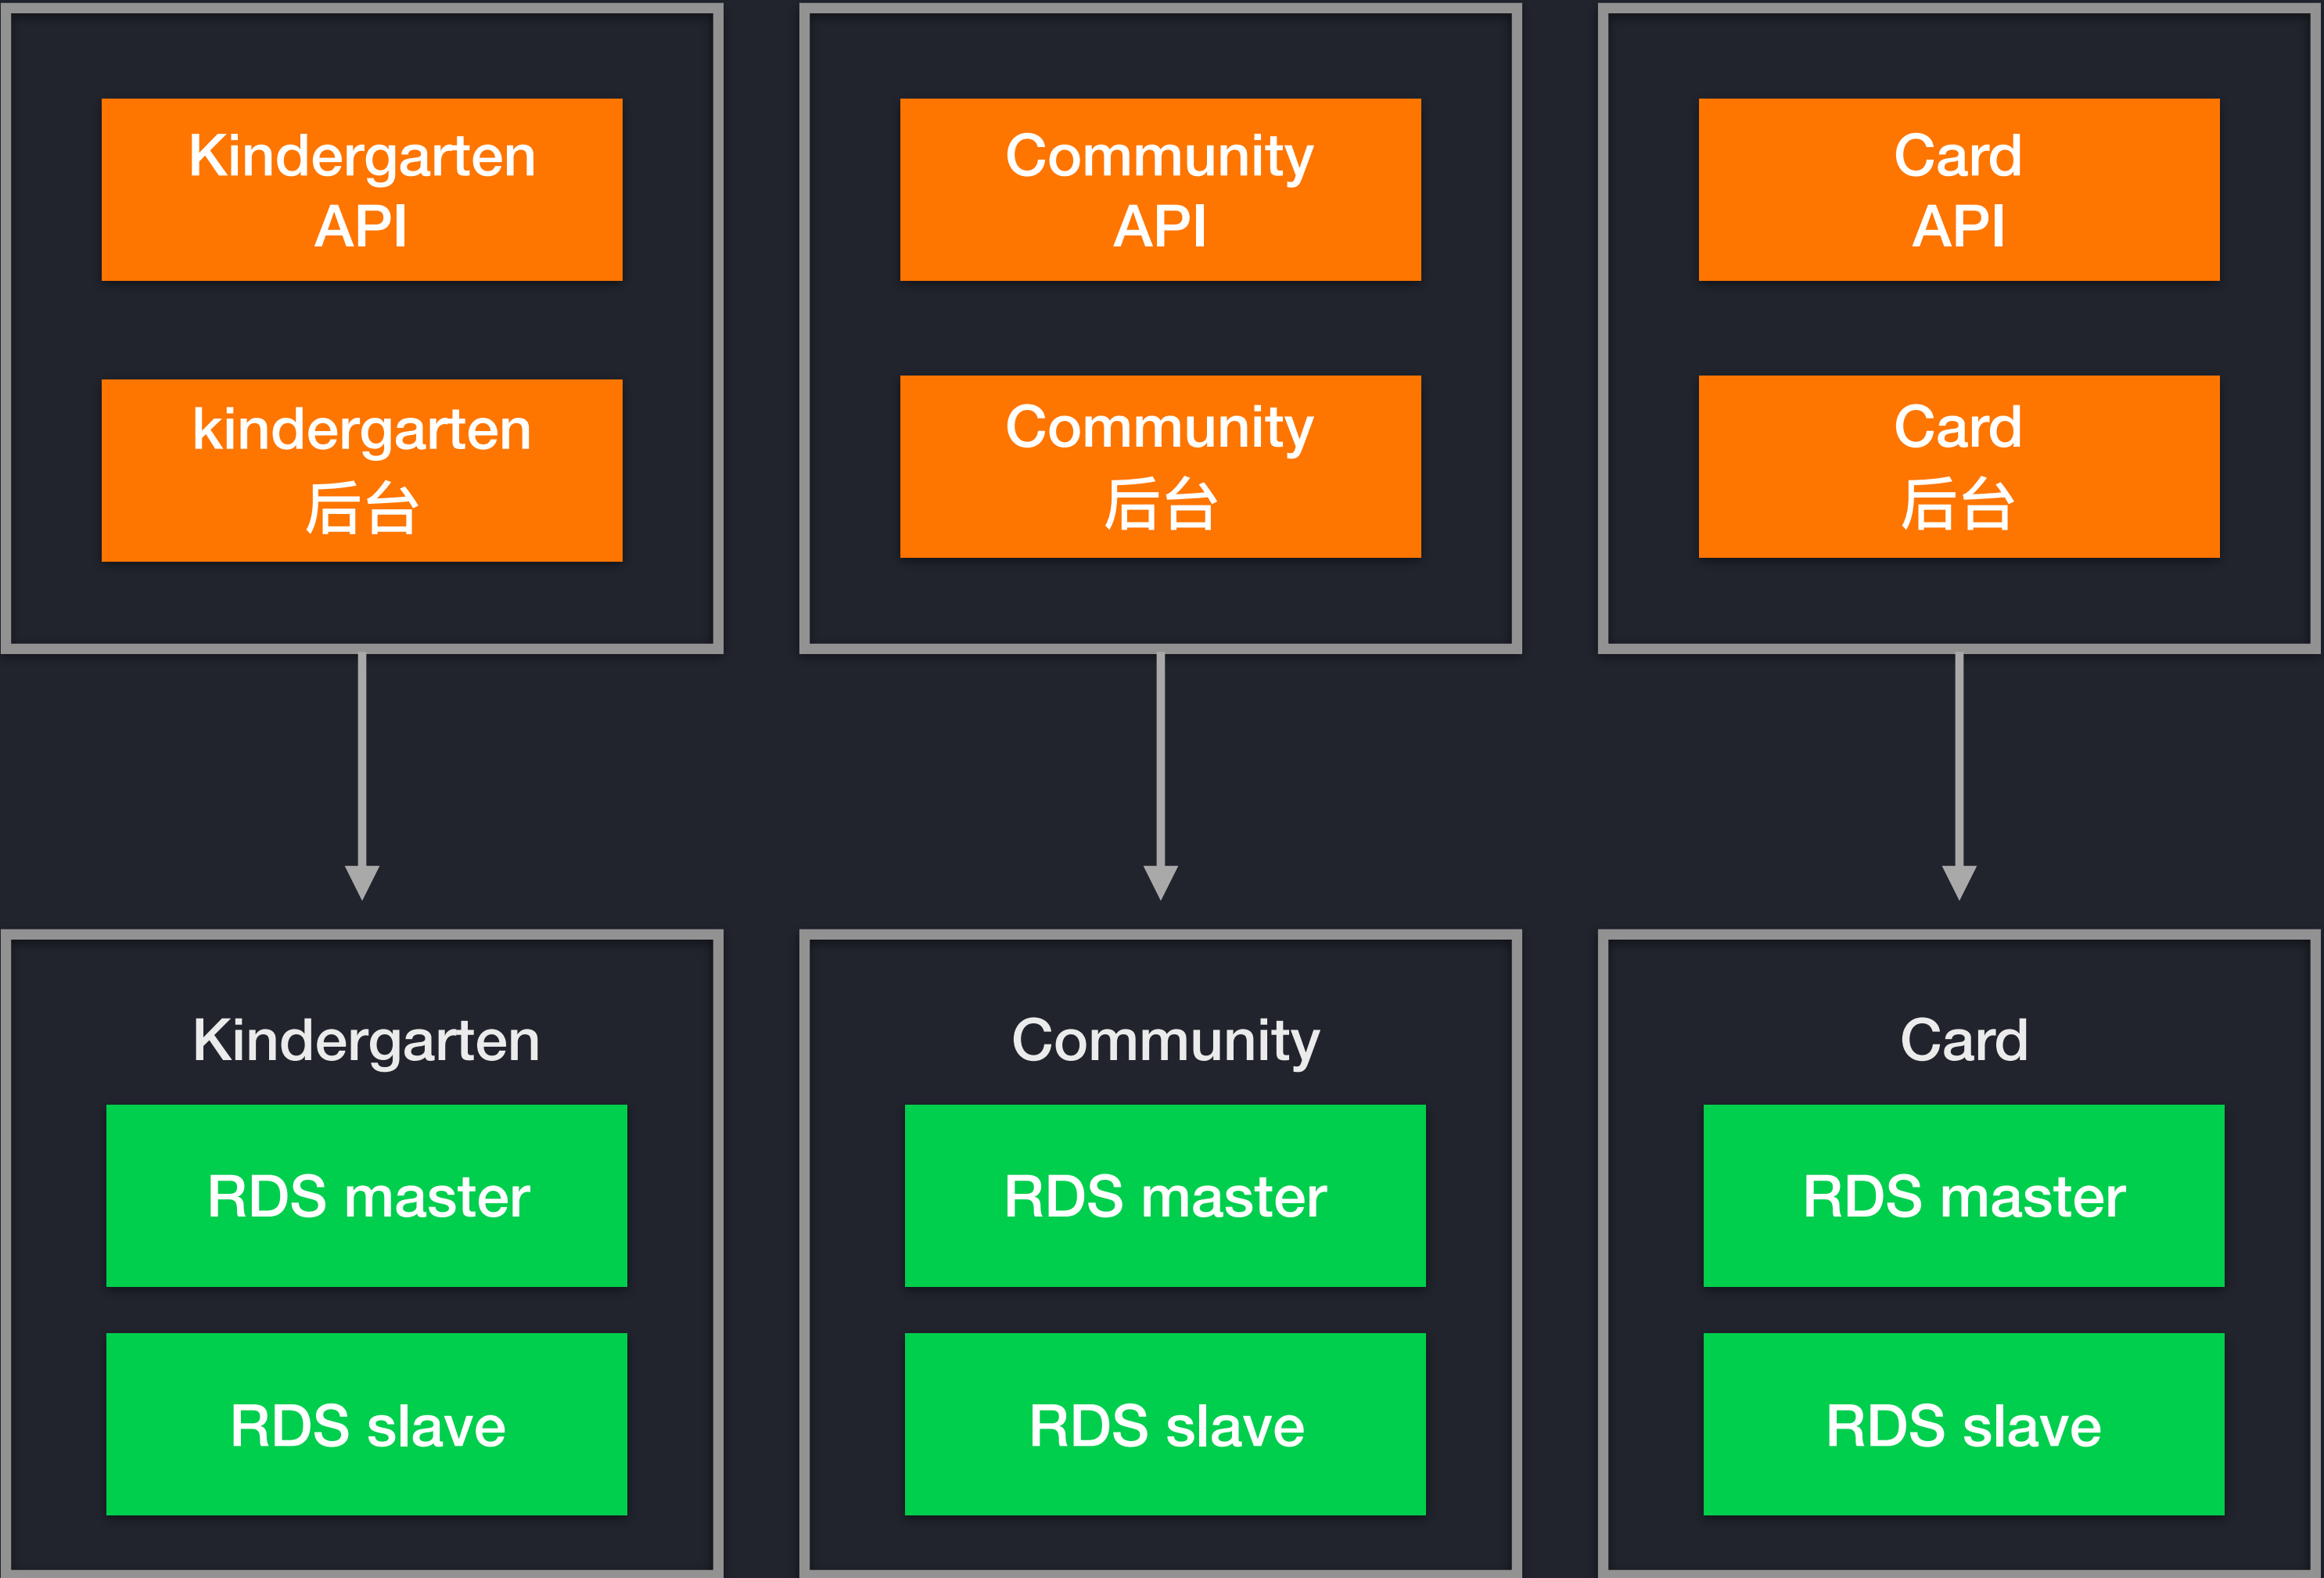 Kindergarten
API
kindergarten
后台
Community
API
Community
后台
Card
API
Card
后台
Kindergarten
RDS master
RDS slave
Community
RDS master
RDS slave
Card
RDS master
RDS slave